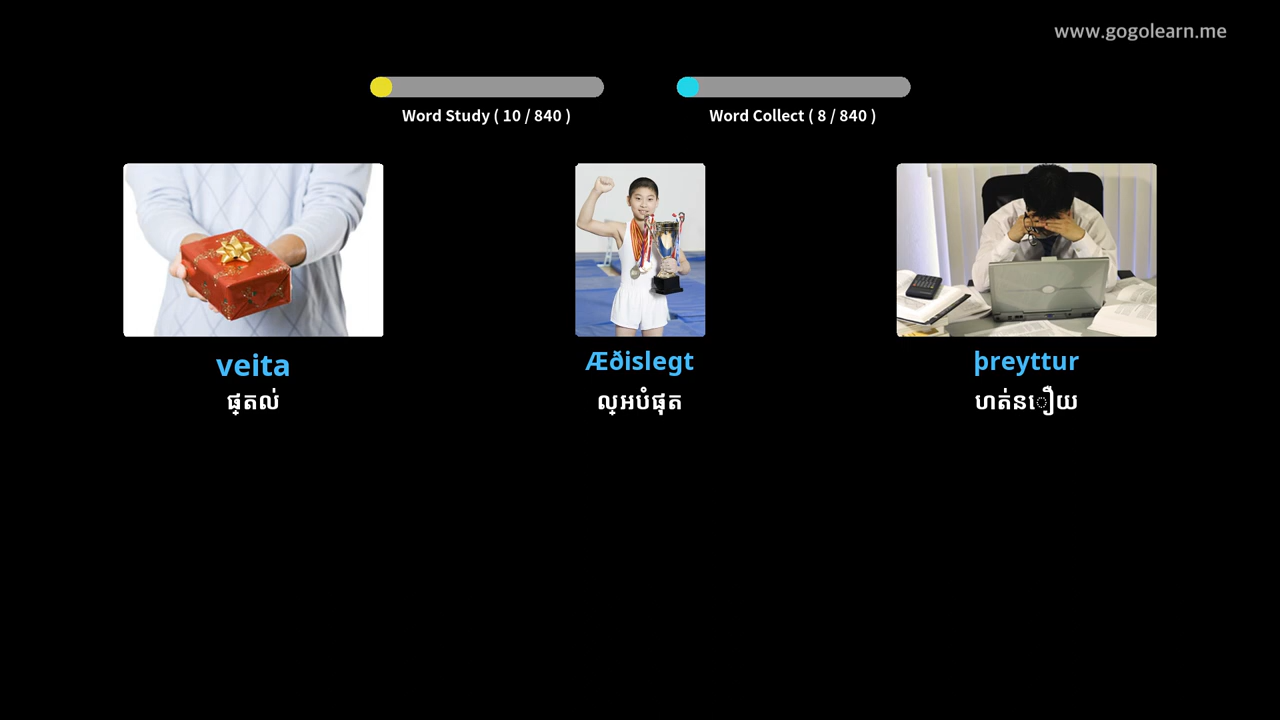 www.gogolearn.me
Word Study ( 10 / 840 )
Word Collect ( 8 / 840 )
veita
Æðislegt
þreyttur
ផ្តល់
ល្អបំផុត
ហត់នឿយ